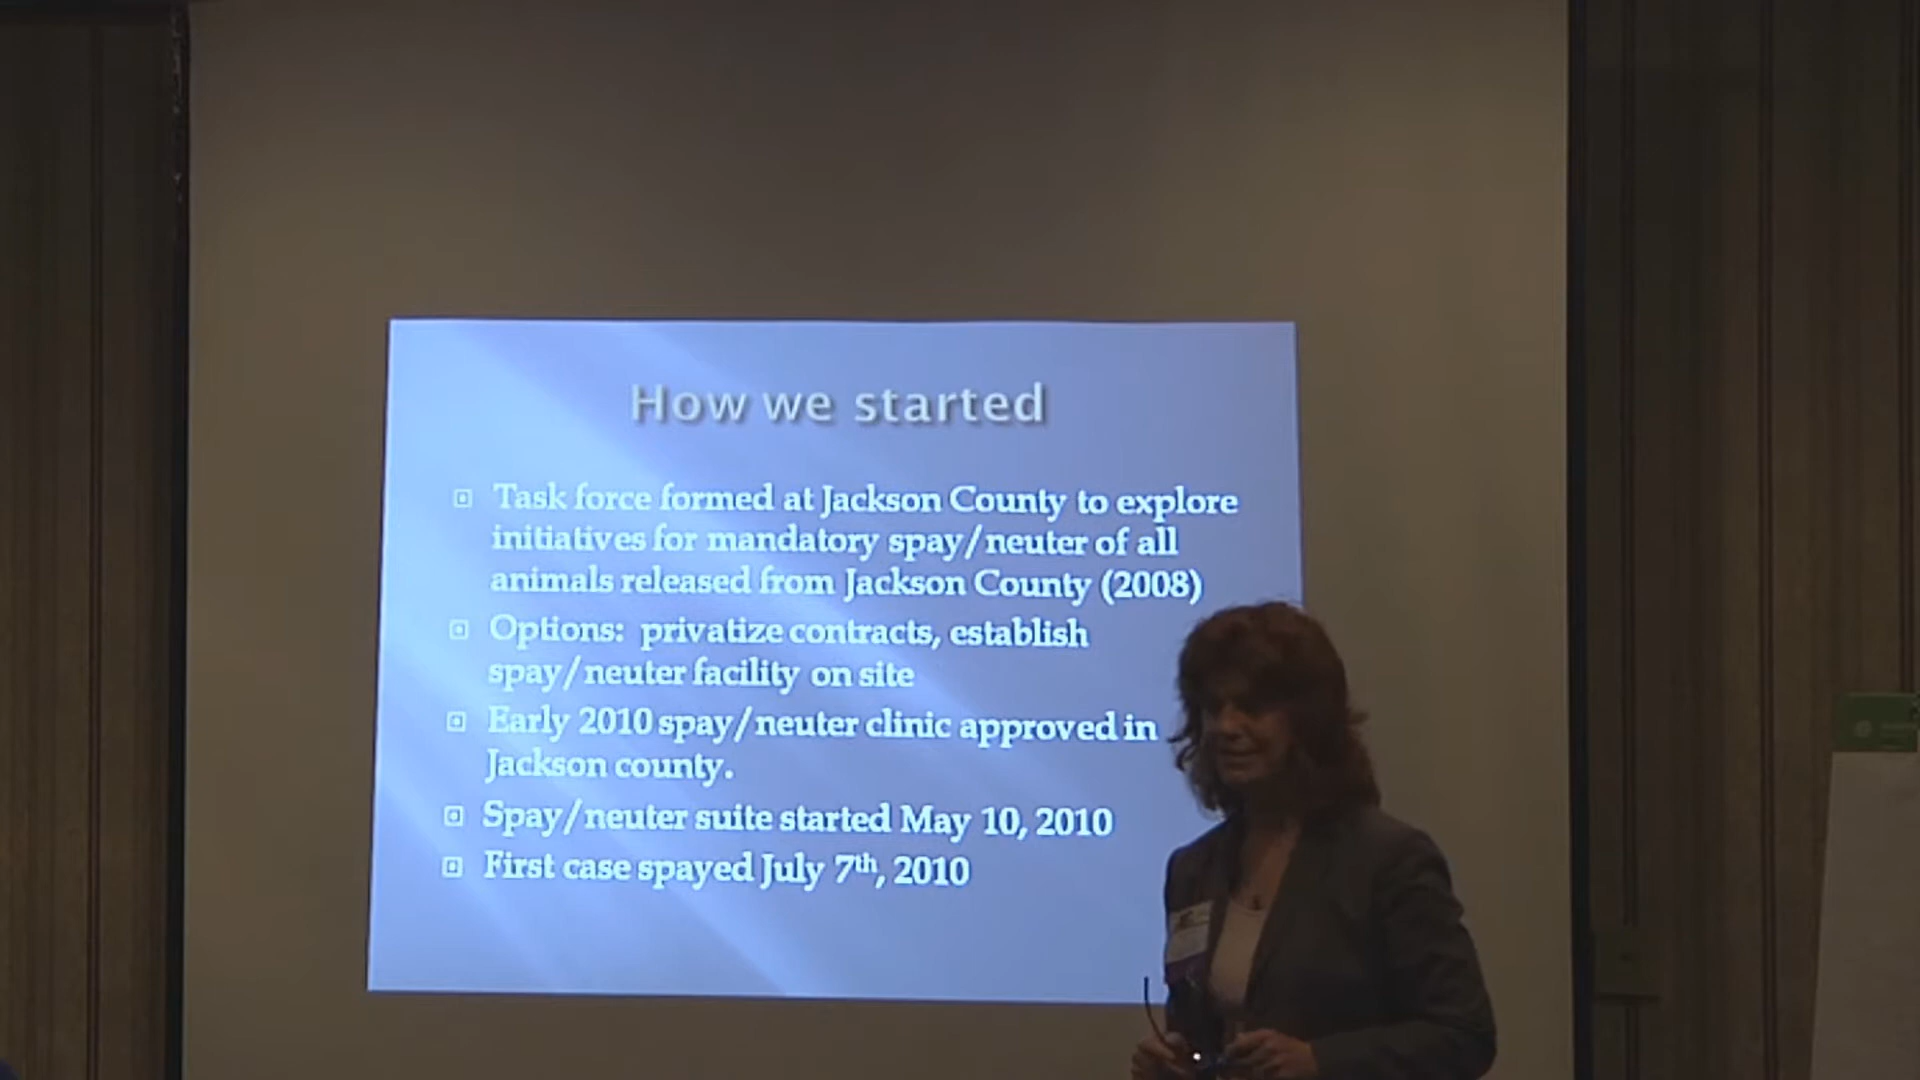 How we started
Task force formed at Jackson County to explore
initiatives for mandatory spay/neuter of all
animals released from Jackson County (2008)
Options: privatize contracts, establish
spay/neuter facility on site
Early 2010 spay/neuter clinic approved in
Jackson county.
Spay/neuter suite started May 10, 2010
First case spayed July 7th, 2010